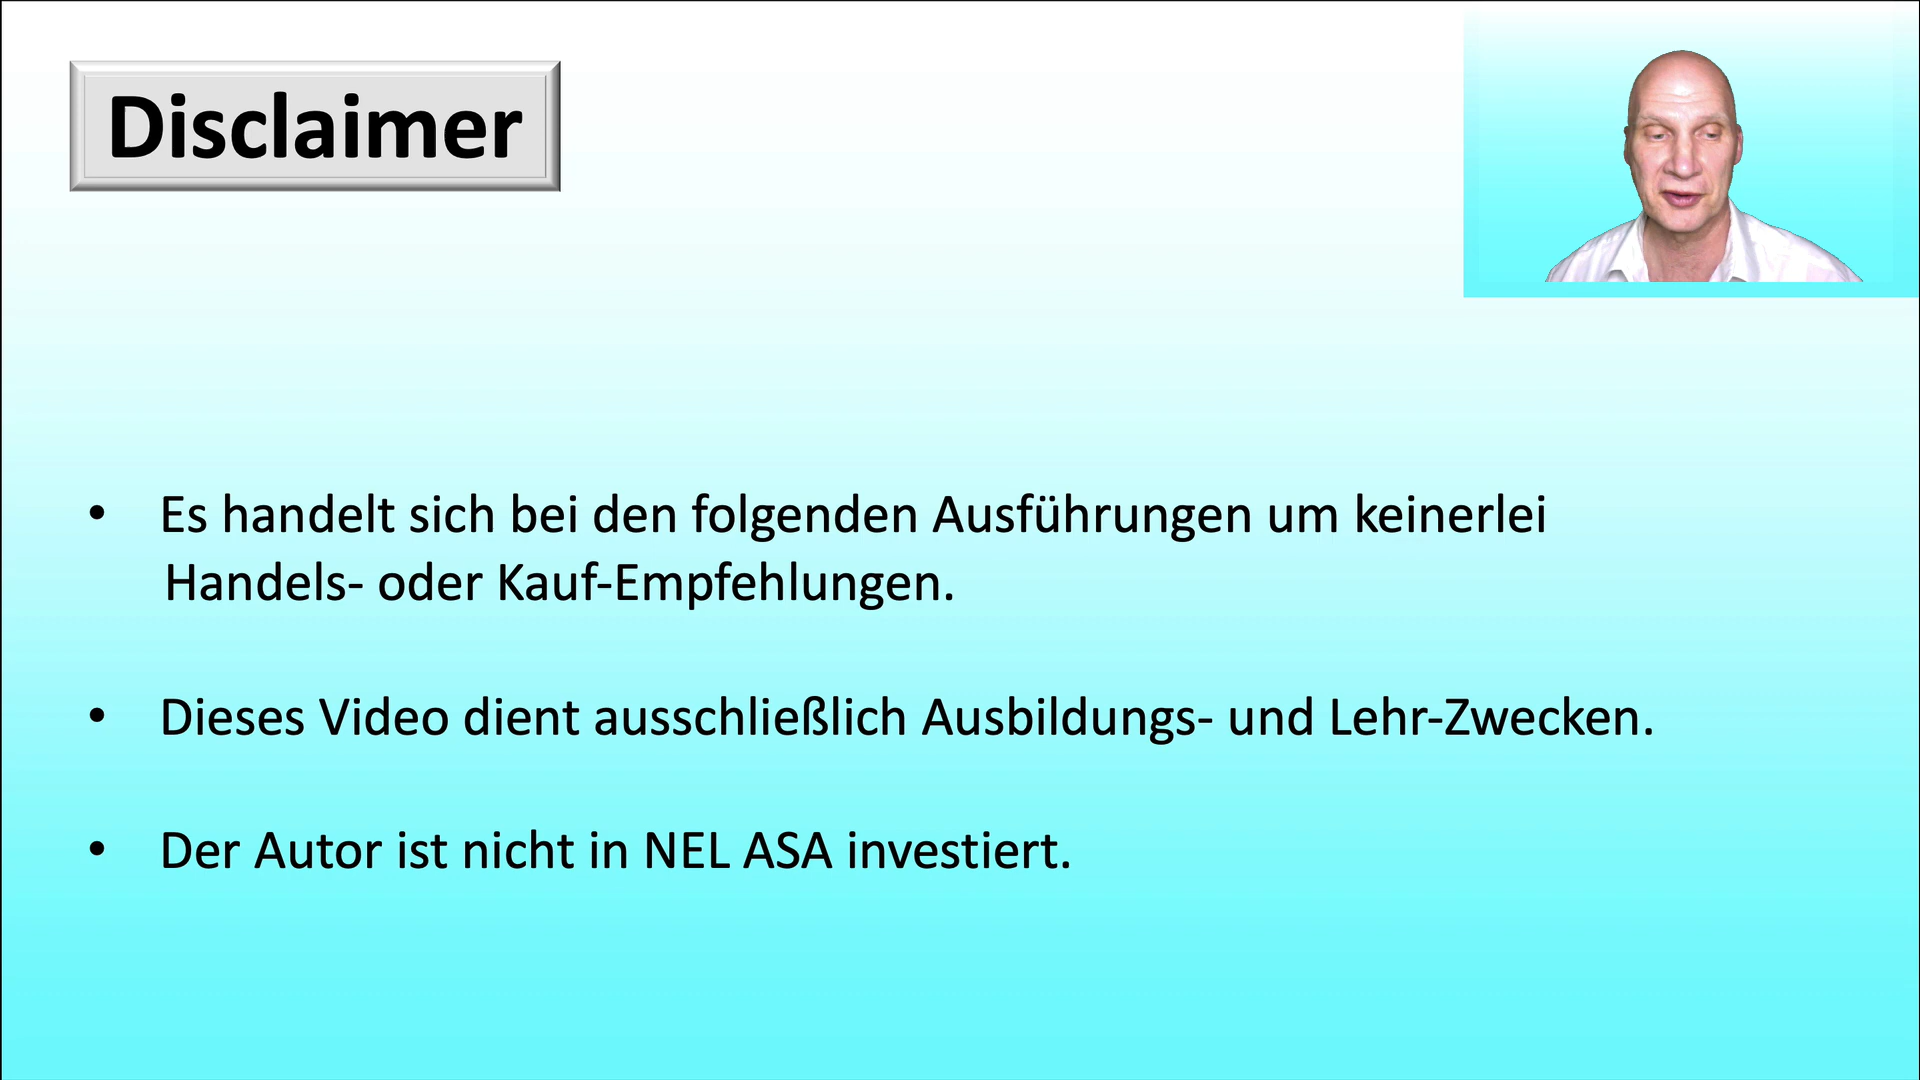 Disclaimer
• Es handelt sich bei den folgenden Ausführungen um keinerlei
Handels- oder Kauf-Empfehlungen.
• Dieses Video dient ausschließlich Ausbildungs- und Lehr-Zwecken.
• Der Autor ist nicht in NEL ASA investiert.